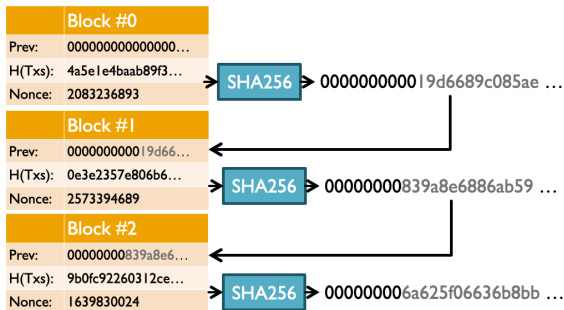 Block #0
Prev: 000000000000000…
H(Txs): 4a5e1e4baab89f3…
Nonce: 2083236893
SHA256
000000000019d6689c085ae …
Block #1
Prev: 000000000019d66…
H(Txs): 0e3e2357e806b6…
Nonce: 2573394689
SHA256
00000000839a8e6886ab59 …
Block #2
Prev: 00000000839a8e6…
H(Txs): 9b0fc92260312ce…
Nonce: 1639830024
SHA256
000000006a625f06636b8bb …